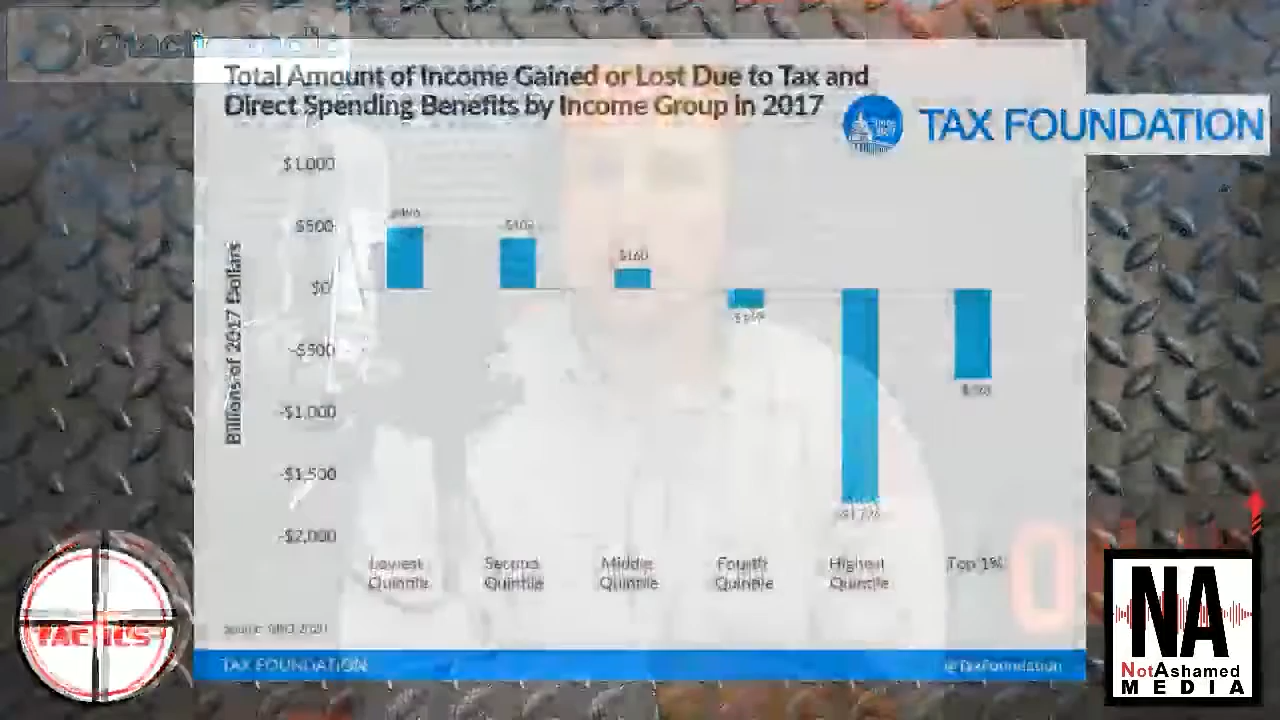 Total Amount of Income Gained or Lost Due to Tax and
Direct Spending Benefits by Income Group in 2017
TAX FOUNDATION
$1,000
$500
$0
-$500
-$1,000
-$1,500
-$2,000
Billions of 2017 Dollars
$160
Lowest Quintile
Second Quintile
Middle Quintile
Fourth Quintile
Highest Quintile
Top 1%
TAX FOUNDATION
@TaxFoundation
TACTICS
NA
NotAshamed
MEDIA